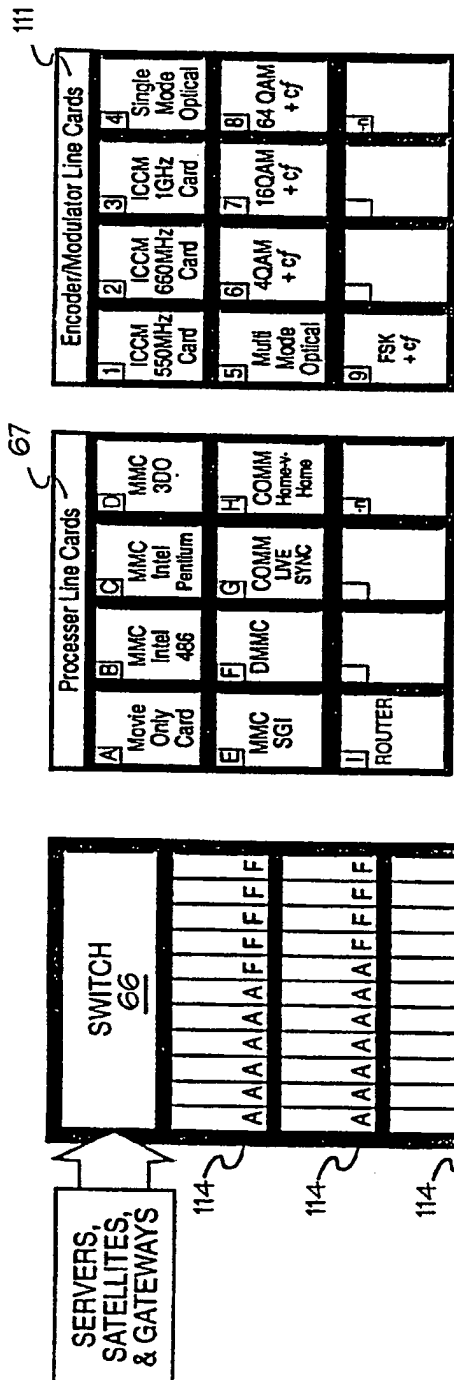 SERVERS,
SATELLITES,
& GATEWAYS
SWITCH
66
114
A A A A A A F F F F F
114
A A A A A A F F F F F
114
67
Processer Line Cards
A
Movie
Only
Card
B
MMC
Intel
486
C
MMC
Intel
Pentium
D
MMC
3DO
E
MMC
SGI
F
DMMC
G
COMM
LIVE
SYNC
H
COMM
Home-v-
Home
I
ROUTER
-n
111
Encoder/Modulator Line Cards
1
ICCM
550MHz
Card
2
ICCM
660MHz
Card
3
ICCM
1GHz
Card
4
Single
Mode
Optical
5
Multi
Mode
Optical
6
4QAM
+ cf
7
16QAM
+ cf
8
64 QAM
+ cf
9
FSK
+ cf
-n